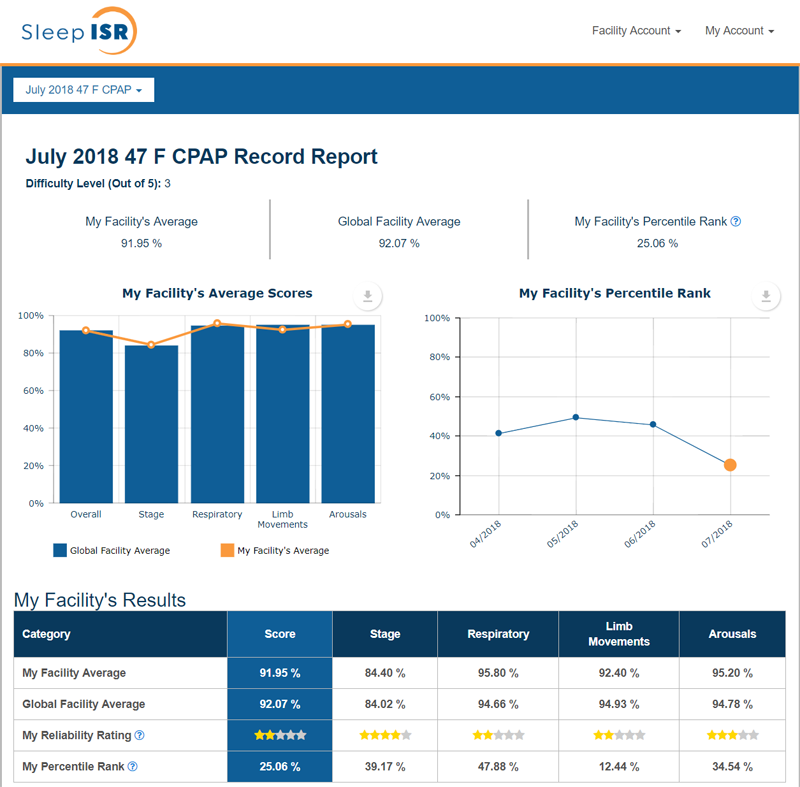 Sleep ISR
Facility Account
My Account
July 2018 47 F CPAP
July 2018 47 F CPAP Record Report
Difficulty Level (Out of 5): 3
My Facility's Average
91.95 %
Global Facility Average
92.07 %
My Facility's Percentile Rank ?
25.06 %
My Facility's Average Scores
100%
80%
60%
40%
20%
0%
Overall
Stage
Respiratory
Limb
Movements
Arousals
Global Facility Average
My Facility's Average
My Facility's Percentile Rank
100%
80%
60%
40%
20%
0%
04/2018
05/2018
06/2018
07/2018
My Facility's Results
Category Score Stage Respiratory Limb Movements Arousals
My Facility Average 91.95 % 84.40 % 95.80 % 92.40 % 95.20 %
Global Facility Average 92.07 % 84.02 % 94.66 % 94.93 % 94.78 %
My Reliability Rating ?
My Percentile Rank ? 25.06 % 39.17 % 47.88 % 12.44 % 34.54 %